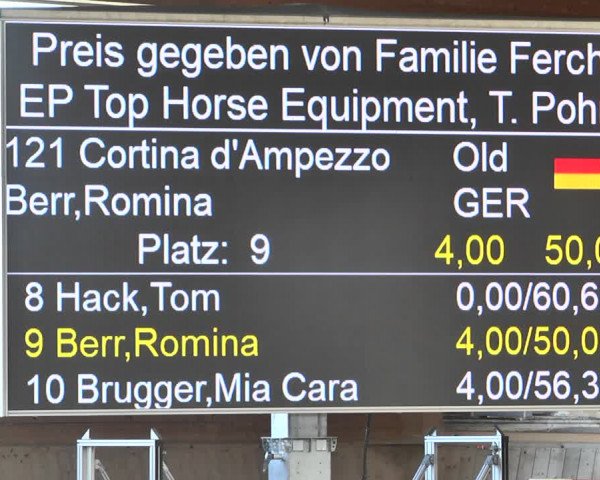 Preis gegeben von Familie Ferch
EP Top Horse Equipment, T. Poh
121 Cortina d'Ampezzo Old
Berr,Romina GER
Platz: 9 4,00 50,0
8 Hack,Tom 0,00/60,6
9 Berr,Romina 4,00/50,0
10 Brugger,Mia Cara 4,00/56,3